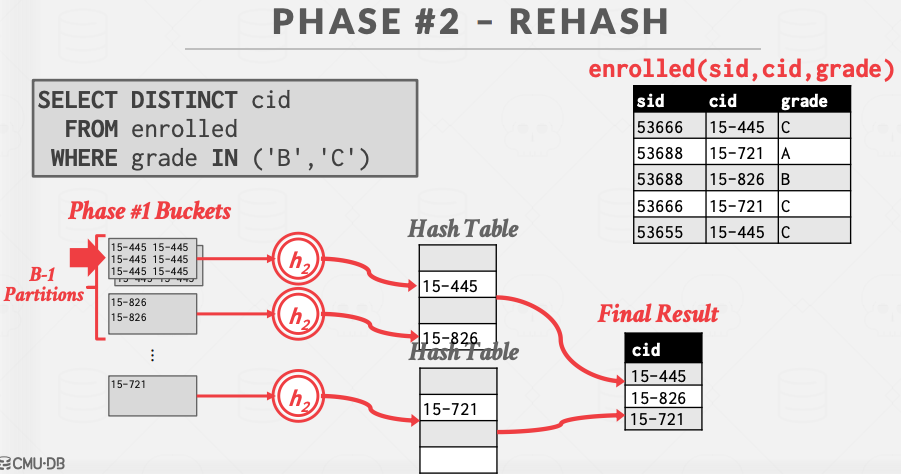 PHASE #2 – REHASH
SELECT DISTINCT cid
FROM enrolled
WHERE grade IN ('B','C')
enrolled(sid,cid,grade)
sid cid grade
53666 15-445 C
53688 15-721 A
53688 15-826 B
53666 15-721 C
53655 15-445 C
Phase #1 Buckets
B-1
Partitions
15-445 15-445
15-445 15-445
15-445 15-445
15-445 15-445
15-826
15-826
⋮
15-721
h2
h2
h2
Hash Table
15-445
15-826
Hash Table
15-721
Final Result
cid
15-445
15-826
15-721
CMU·DB